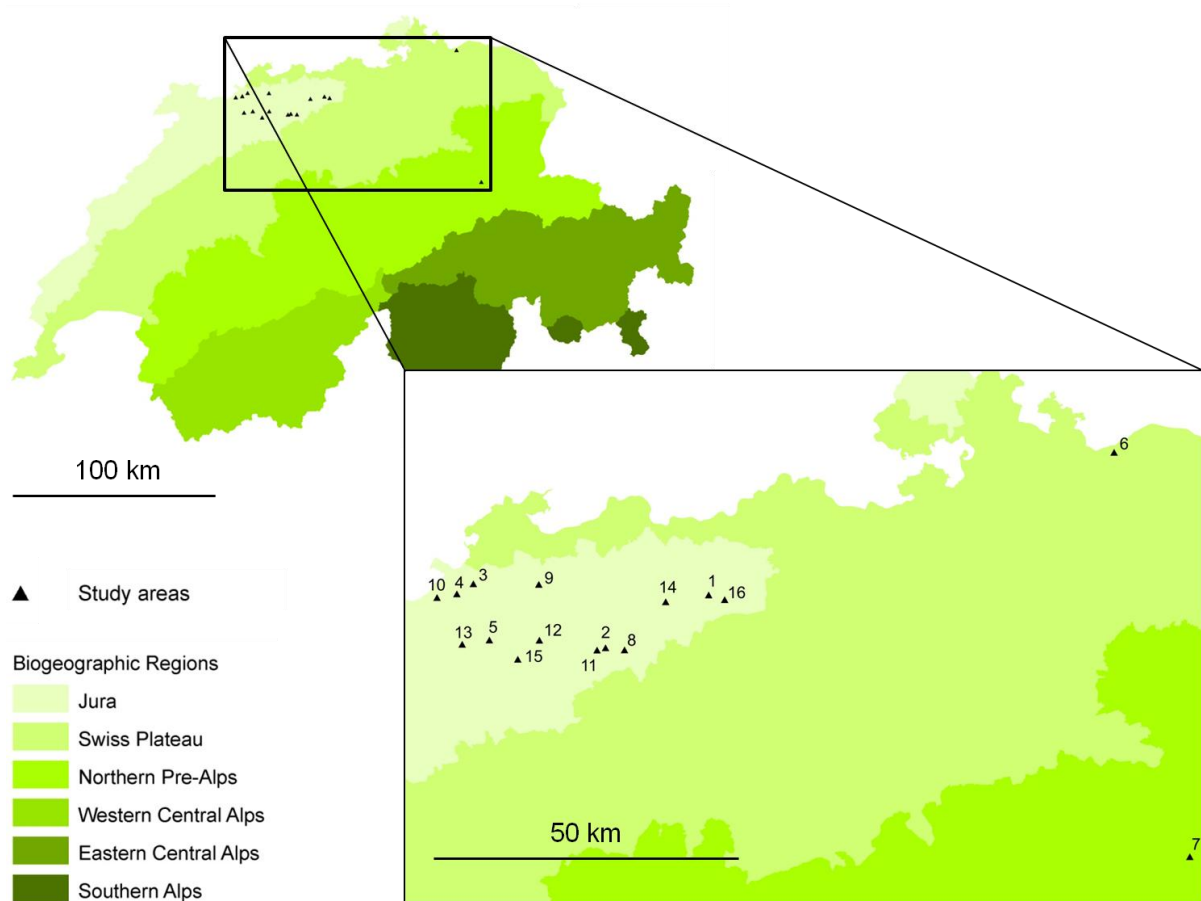 100 km
Study areas
Biogeographic Regions
Jura
Swiss Plateau
Northern Pre-Alps
Western Central Alps
Eastern Central Alps
Southern Alps
6
10 4 3 9 14 1 16
13 5 15 12 11 2 8
50 km
7